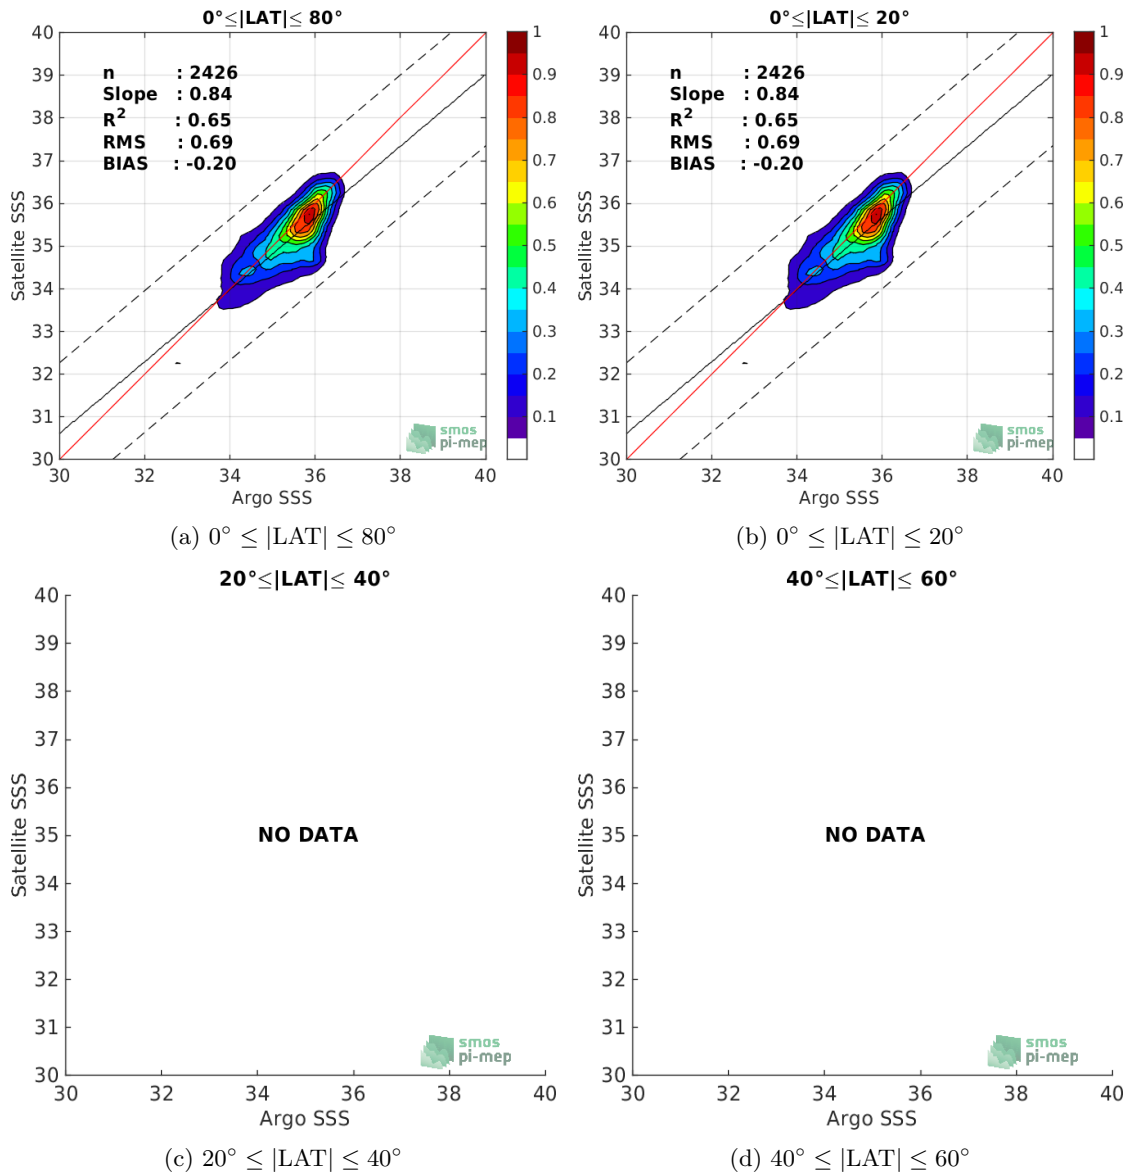 0°≤|LAT|≤ 80°
40
39
38
37
36
35
34
33
32
31
30
30
32
34
36
38
40
Satellite SSS
Argo SSS
n : 2426
Slope : 0.84
R² : 0.65
RMS : 0.69
BIAS : -0.20
smos
pi-mep
1
0.9
0.8
0.7
0.6
0.5
0.4
0.3
0.2
0.1
(a) 0° ≤ |LAT| ≤ 80°
0°≤|LAT|≤ 20°
40
39
38
37
36
35
34
33
32
31
30
30
32
34
36
38
40
Satellite SSS
Argo SSS
n : 2426
Slope : 0.84
R² : 0.65
RMS : 0.69
BIAS : -0.20
smos
pi-mep
1
0.9
0.8
0.7
0.6
0.5
0.4
0.3
0.2
0.1
(b) 0° ≤ |LAT| ≤ 20°
20°≤|LAT|≤ 40°
40
39
38
37
36
35
34
33
32
31
30
30
32
34
36
38
40
Satellite SSS
Argo SSS
NO DATA
smos
pi-mep
(c) 20° ≤ |LAT| ≤ 40°
40°≤|LAT|≤ 60°
40
39
38
37
36
35
34
33
32
31
30
30
32
34
36
38
40
Satellite SSS
Argo SSS
NO DATA
smos
pi-mep
(d) 40° ≤ |LAT| ≤ 60°